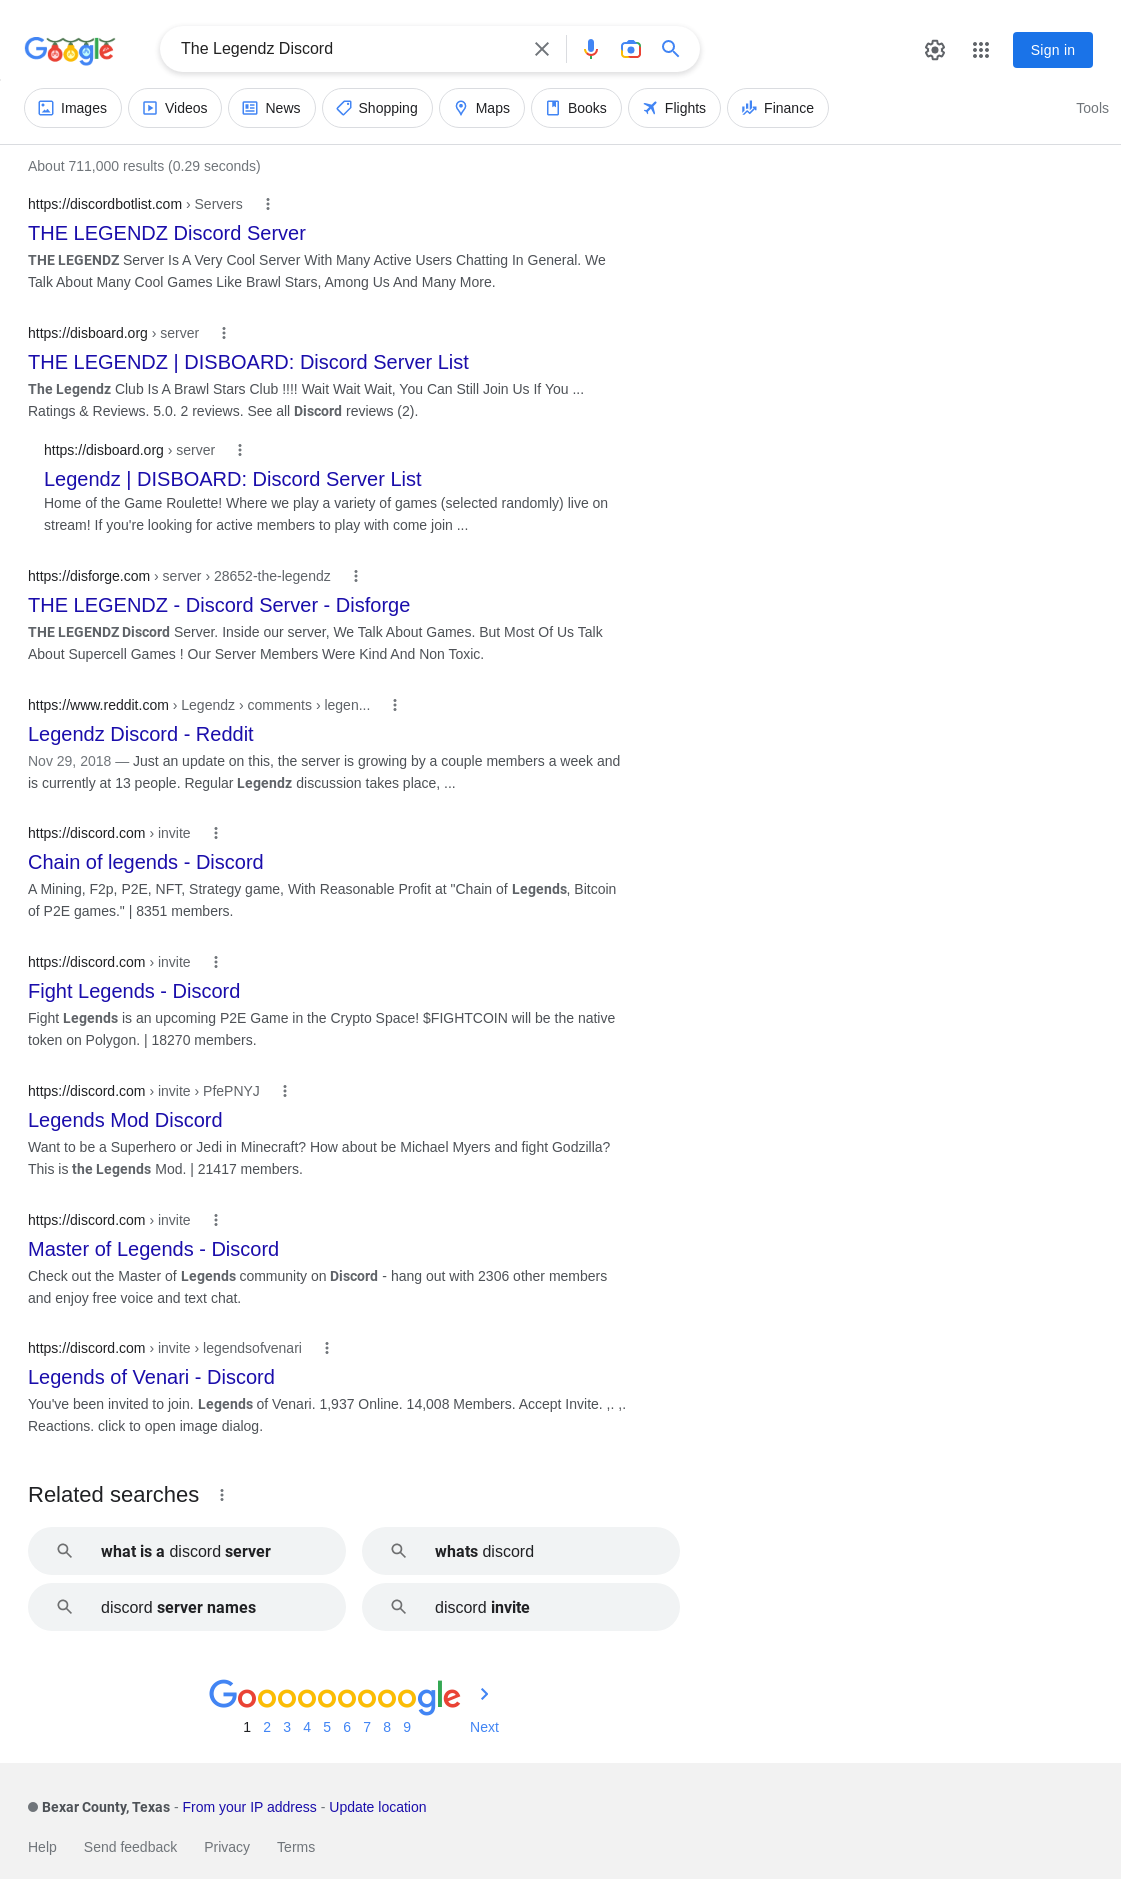 Google
The Legendz Discord
Sign in
Images Videos News Shopping Maps Books Flights Finance Tools
About 711,000 results (0.29 seconds)
https://discordbotlist.com › Servers
THE LEGENDZ Discord Server
THE LEGENDZ Server Is A Very Cool Server With Many Active Users Chatting In General. We
Talk About Many Cool Games Like Brawl Stars, Among Us And Many More.
https://disboard.org › server
THE LEGENDZ | DISBOARD: Discord Server List
The Legendz Club Is A Brawl Stars Club !!!! Wait Wait Wait, You Can Still Join Us If You ...
Ratings & Reviews. 5.0. 2 reviews. See all Discord reviews (2).
https://disboard.org › server
Legendz | DISBOARD: Discord Server List
Home of the Game Roulette! Where we play a variety of games (selected randomly) live on
stream! If you're looking for active members to play with come join ...
https://disforge.com › server › 28652-the-legendz
THE LEGENDZ - Discord Server - Disforge
THE LEGENDZ Discord Server. Inside our server, We Talk About Games. But Most Of Us Talk
About Supercell Games ! Our Server Members Were Kind And Non Toxic.
https://www.reddit.com › Legendz › comments › legen...
Legendz Discord - Reddit
Nov 29, 2018 — Just an update on this, the server is growing by a couple members a week and
is currently at 13 people. Regular Legendz discussion takes place, ...
https://discord.com › invite
Chain of legends - Discord
A Mining, F2p, P2E, NFT, Strategy game, With Reasonable Profit at "Chain of Legends, Bitcoin
of P2E games." | 8351 members.
https://discord.com › invite
Fight Legends - Discord
Fight Legends is an upcoming P2E Game in the Crypto Space! $FIGHTCOIN will be the native
token on Polygon. | 18270 members.
https://discord.com › invite › PfePNYJ
Legends Mod Discord
Want to be a Superhero or Jedi in Minecraft? How about be Michael Myers and fight Godzilla?
This is the Legends Mod. | 21417 members.
https://discord.com › invite
Master of Legends - Discord
Check out the Master of Legends community on Discord - hang out with 2306 other members
and enjoy free voice and text chat.
https://discord.com › invite › legendsofvenari
Legends of Venari - Discord
You've been invited to join. Legends of Venari. 1,937 Online. 14,008 Members. Accept Invite. ,. ,.
Reactions. click to open image dialog.
Related searches
what is a discord server
whats discord
discord server names
discord invite
Goooooooooogle
1 2 3 4 5 6 7 8 9 Next
Bexar County, Texas - From your IP address - Update location
Help Send feedback Privacy Terms